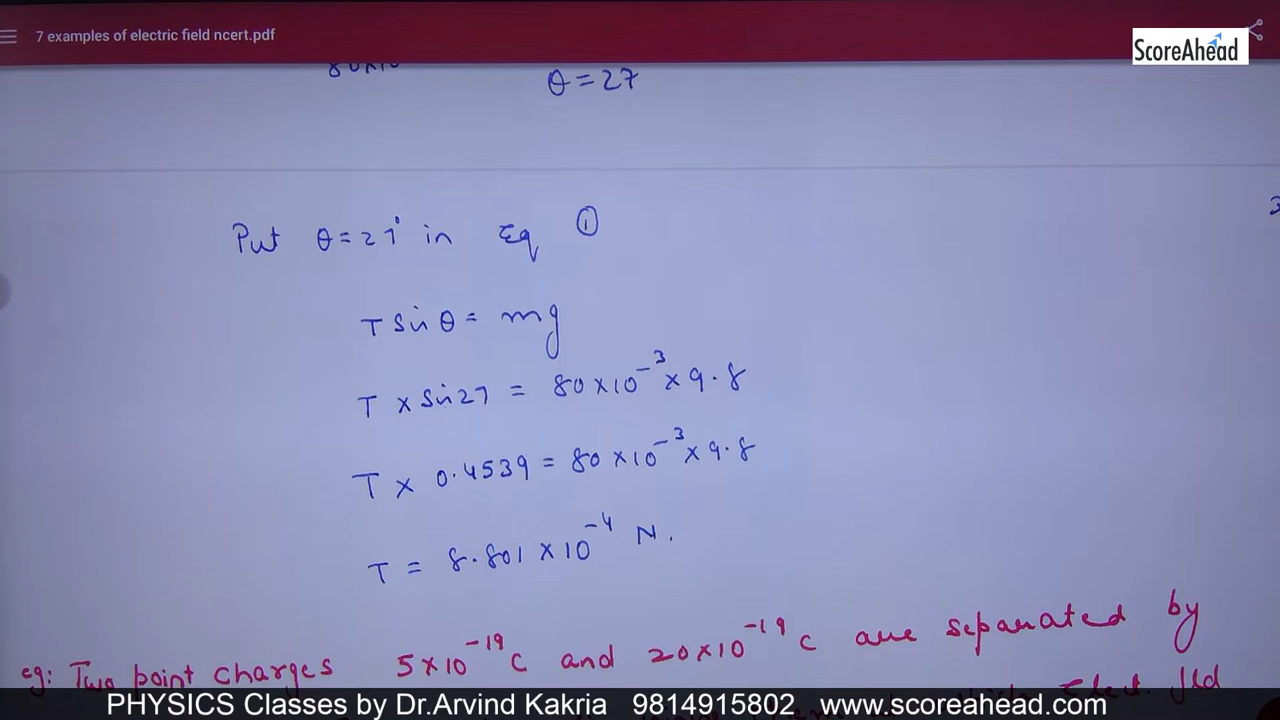 7 examples of electric field ncert.pdf
ScoreAhead
θ = 27
Put θ = 27° in Eq ①
T sin θ = mg
T × sin 27 = 80 × 10⁻³ × 9.8
T × 0.4539 = 80 × 10⁻³ × 9.8
T = 8.801 × 10⁻⁴ N.
eg: Two point charges 5 × 10⁻¹⁹ C and 20 × 10⁻¹⁹ C are separated by
Elect. fld
PHYSICS Classes by Dr.Arvind Kakria 9814915802 www.scoreahead.com